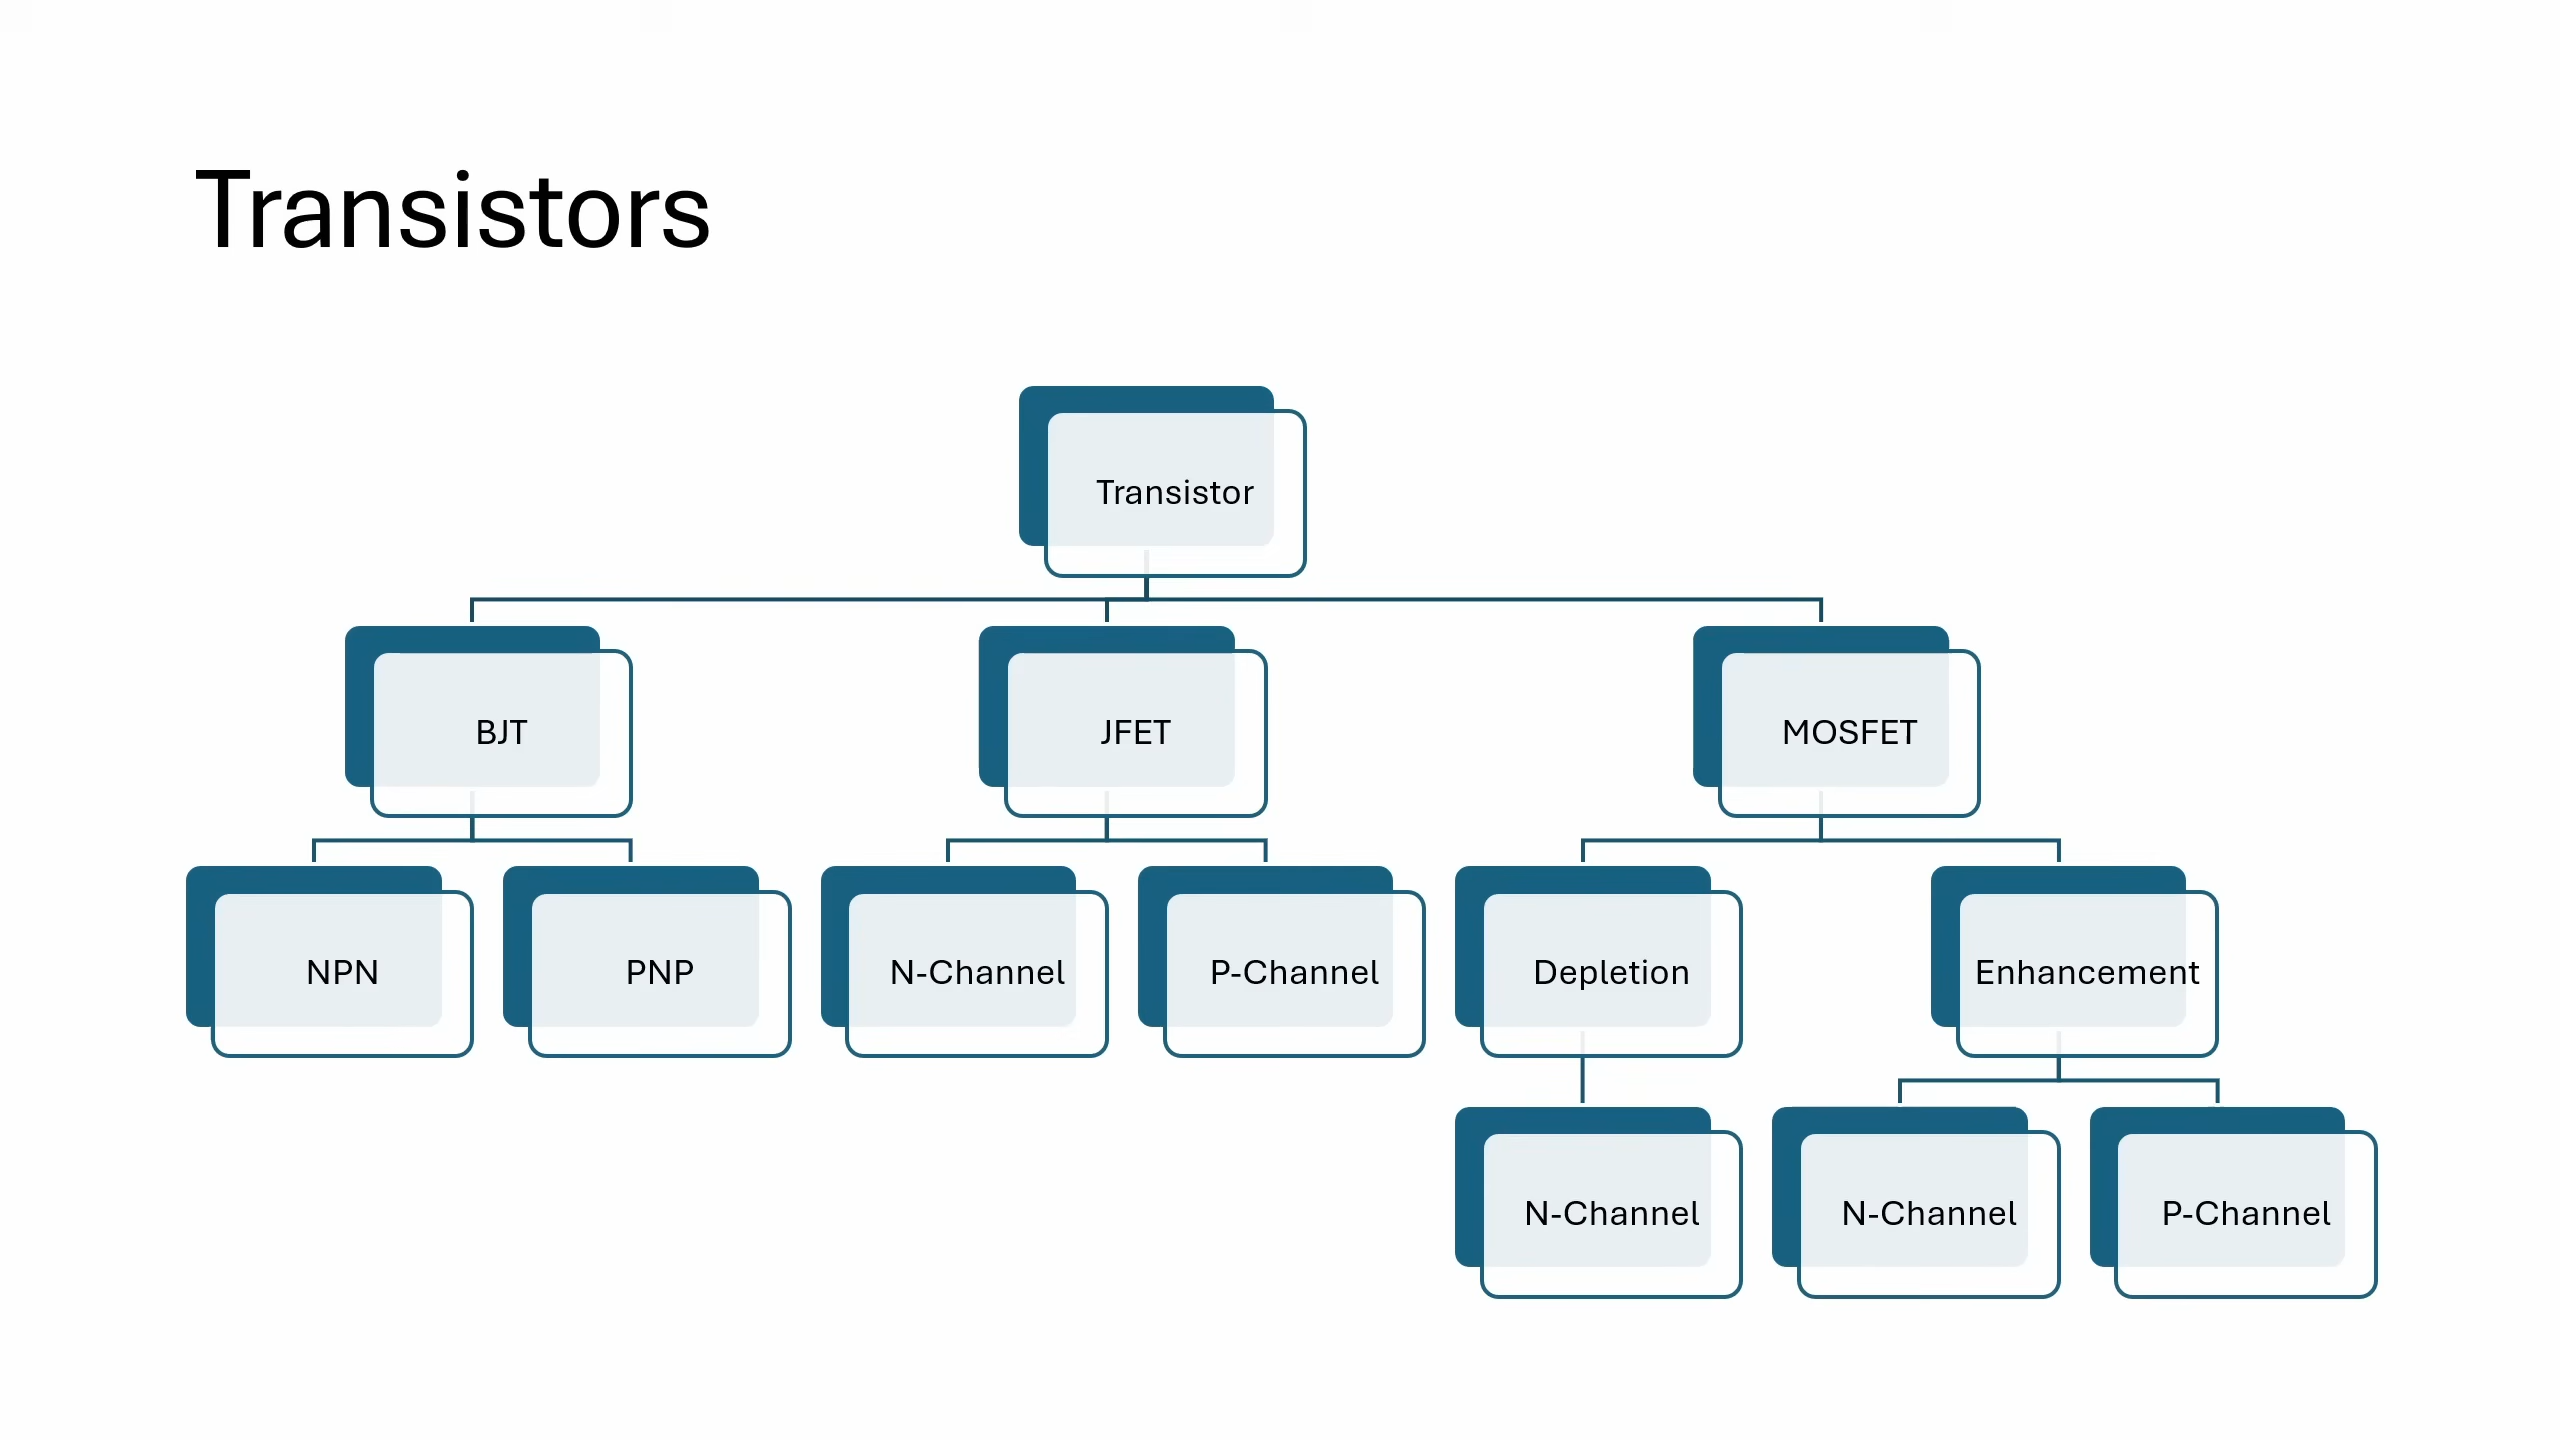 Transistors
Transistor
BJT
JFET
MOSFET
NPN
PNP
N-Channel
P-Channel
Depletion
Enhancement
N-Channel
N-Channel
P-Channel